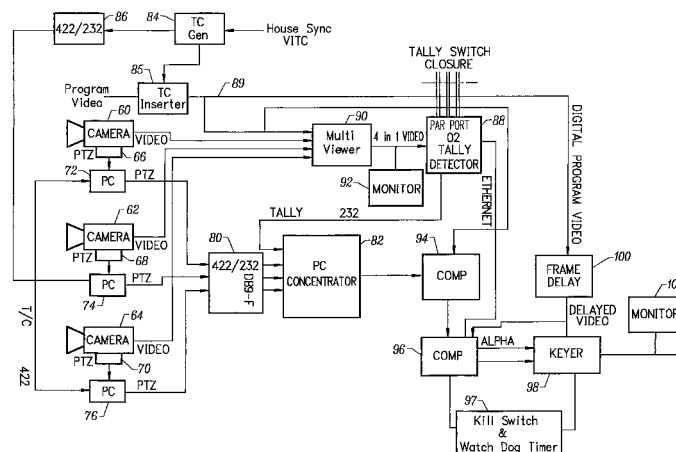 86
422/232
84
TC
Gen
House Sync
VITC
TALLY SWITCH
CLOSURE
85
TC
Inserter
89
Program
Video
60
CAMERA
VIDEO
PTZ
66
72
PC
PTZ
90
Multi
Viewer
4 in 1 VIDEO
PAR PORT
O2
TALLY
DETECTOR
88
92
MONITOR
ETHERNET
DIGITAL PROGRAM VIDEO
62
CAMERA
VIDEO
PTZ
68
74
PC
PTZ
TALLY 232
80
422/232
DB9-F
82
PC
CONCENTRATOR
94
COMP
100
FRAME
DELAY
DELAYED
VIDEO
10
MONITOR
T/C
422
64
CAMERA
VIDEO
PTZ
70
76
PC
PTZ
96
COMP
ALPHA
KEYER
98
97
Kill Switch
&
Watch Dog Timer